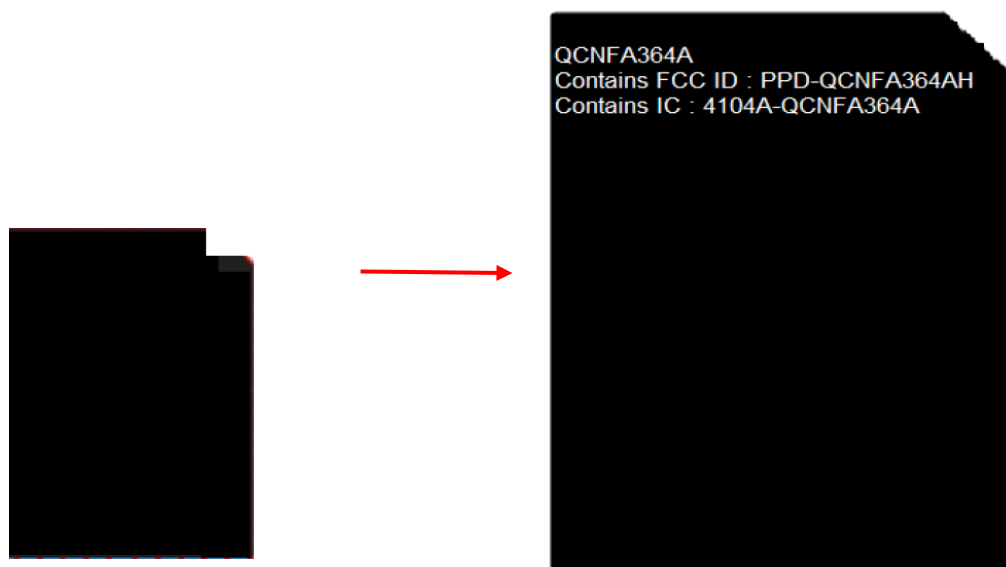 QCNFA364A
Contains FCC ID : PPD-QCNFA364AH
Contains IC : 4104A-QCNFA364A